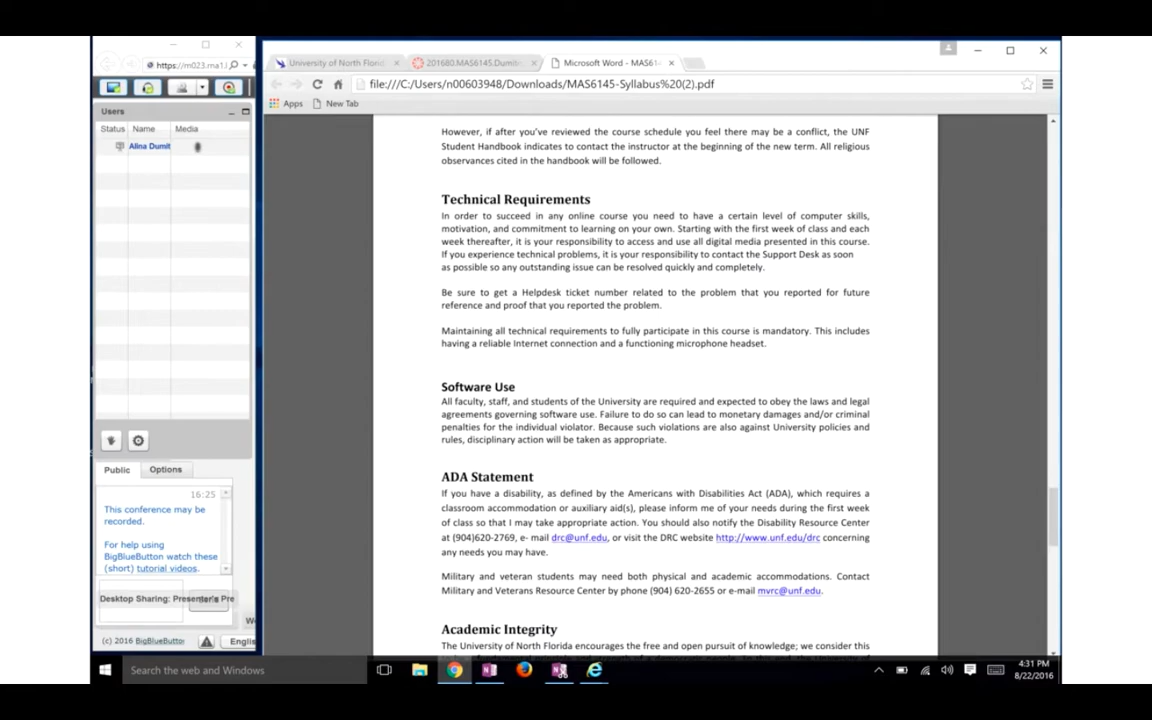 https://m023.ma1.l
Users
Status Name Media
Alina Dumit
Public Options
16:25
This conference may be
recorded.
For help using
BigBlueButton watch these
(short) tutorial videos.
Desktop Sharing: Presenter's Pre
(c) 2016 BigBlueButton
Englis
University of North Florid
201680.MAS6145.Dumit
Microsoft Word - MAS61
file:///C:/Users/n00603948/Downloads/MAS6145-Syllabus%20(2).pdf
Apps New Tab
However, if after you've reviewed the course schedule you feel there may be a conflict, the UNF
Student Handbook indicates to contact the instructor at the beginning of the new term. All religious
observances cited in the handbook will be followed.
Technical Requirements
In order to succeed in any online course you need to have a certain level of computer skills,
motivation, and commitment to learning on your own. Starting with the first week of class and each
week thereafter, it is your responsibility to access and use all digital media presented in this course.
If you experience technical problems, it is your responsibility to contact the Support Desk as soon
as possible so any outstanding issue can be resolved quickly and completely.
Be sure to get a Helpdesk ticket number related to the problem that you reported for future
reference and proof that you reported the problem.
Maintaining all technical requirements to fully participate in this course is mandatory. This includes
having a reliable Internet connection and a functioning microphone headset.
Software Use
All faculty, staff, and students of the University are required and expected to obey the laws and legal
agreements governing software use. Failure to do so can lead to monetary damages and/or criminal
penalties for the individual violator. Because such violations are also against University policies and
rules, disciplinary action will be taken as appropriate.
ADA Statement
If you have a disability, as defined by the Americans with Disabilities Act (ADA), which requires a
classroom accommodation or auxiliary aid(s), please inform me of your needs during the first week
of class so that I may take appropriate action. You should also notify the Disability Resource Center
at (904)620-2769, e- mail drc@unf.edu, or visit the DRC website http://www.unf.edu/drc concerning
any needs you may have.
Military and veteran students may need both physical and academic accommodations. Contact
Military and Veterans Resource Center by phone (904) 620-2655 or e-mail mvrc@unf.edu.
Academic Integrity
The University of North Florida encourages the free and open pursuit of knowledge; we consider this
Search the web and Windows
4:31 PM
8/22/2016